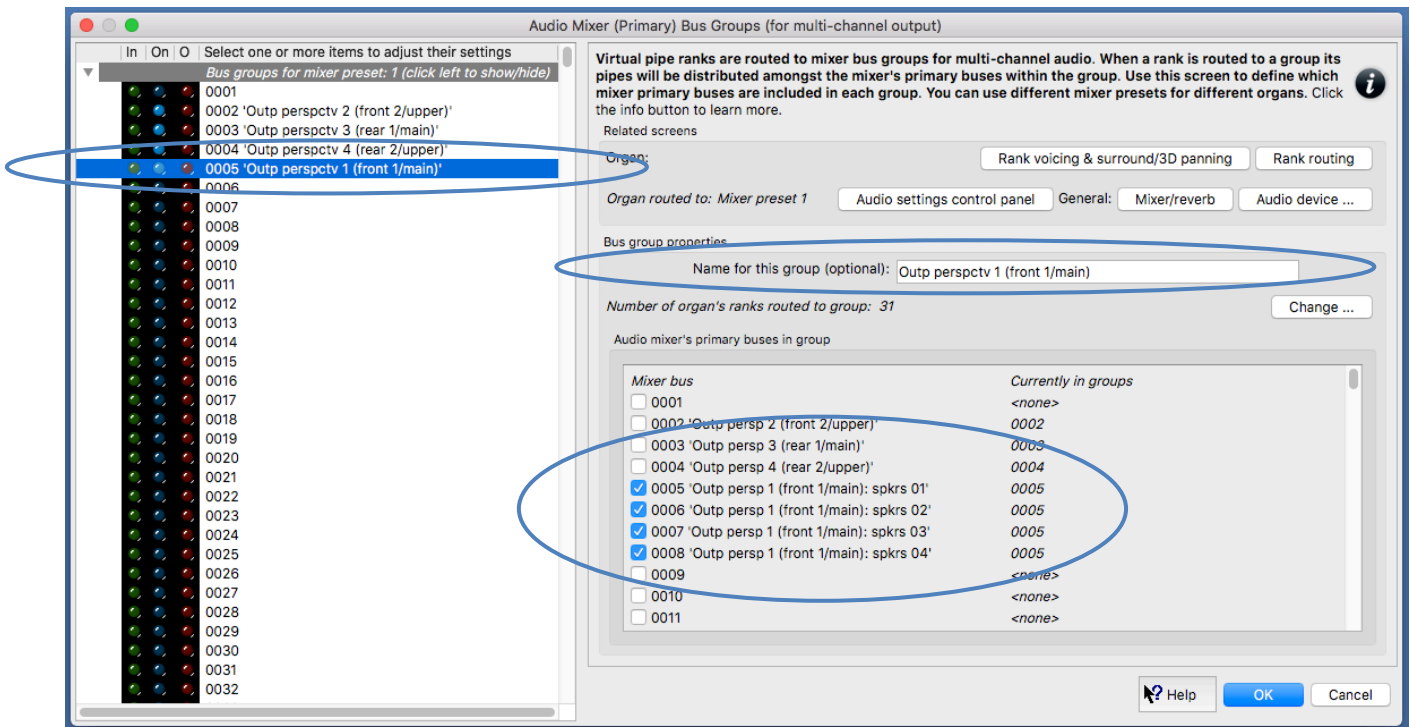 Audio Mixer (Primary) Bus Groups (for multi-channel output)
In On O Select one or more items to adjust their settings
Bus groups for mixer preset: 1 (click left to show/hide)
0001
0002 'Outp perspctv 2 (front 2/upper)'
0003 'Outp perspctv 3 (rear 1/main)'
0004 'Outp perspctv 4 (rear 2/upper)'
0005 'Outp perspctv 1 (front 1/main)'
0006
0007
0008
0009
0010
0011
0012
0013
0014
0015
0016
0017
0018
0019
0020
0021
0022
0023
0024
0025
0026
0027
0028
0029
0030
0031
0032
Virtual pipe ranks are routed to mixer bus groups for multi-channel audio. When a rank is routed to a group its
pipes will be distributed amongst the mixer's primary buses within the group. Use this screen to define which
mixer primary buses are included in each group. You can use different mixer presets for different organs. Click
the info button to learn more.
Related screens
Organ: Rank voicing & surround/3D panning Rank routing
Organ routed to: Mixer preset 1 Audio settings control panel General: Mixer/reverb Audio device ...
Bus group properties
Name for this group (optional): Outp perspctv 1 (front 1/main)
Number of organ's ranks routed to group: 31 Change ...
Audio mixer's primary buses in group
Mixer bus Currently in groups
0001 <none>
0002 'Outp persp 2 (front 2/upper)' 0002
0003 'Outp persp 3 (rear 1/main)' 0003
0004 'Outp persp 4 (rear 2/upper)' 0004
0005 'Outp persp 1 (front 1/main): spkrs 01' 0005
0006 'Outp persp 1 (front 1/main): spkrs 02' 0005
0007 'Outp persp 1 (front 1/main): spkrs 03' 0005
0008 'Outp persp 1 (front 1/main): spkrs 04' 0005
0009 <none>
0010 <none>
0011 <none>
? Help OK Cancel